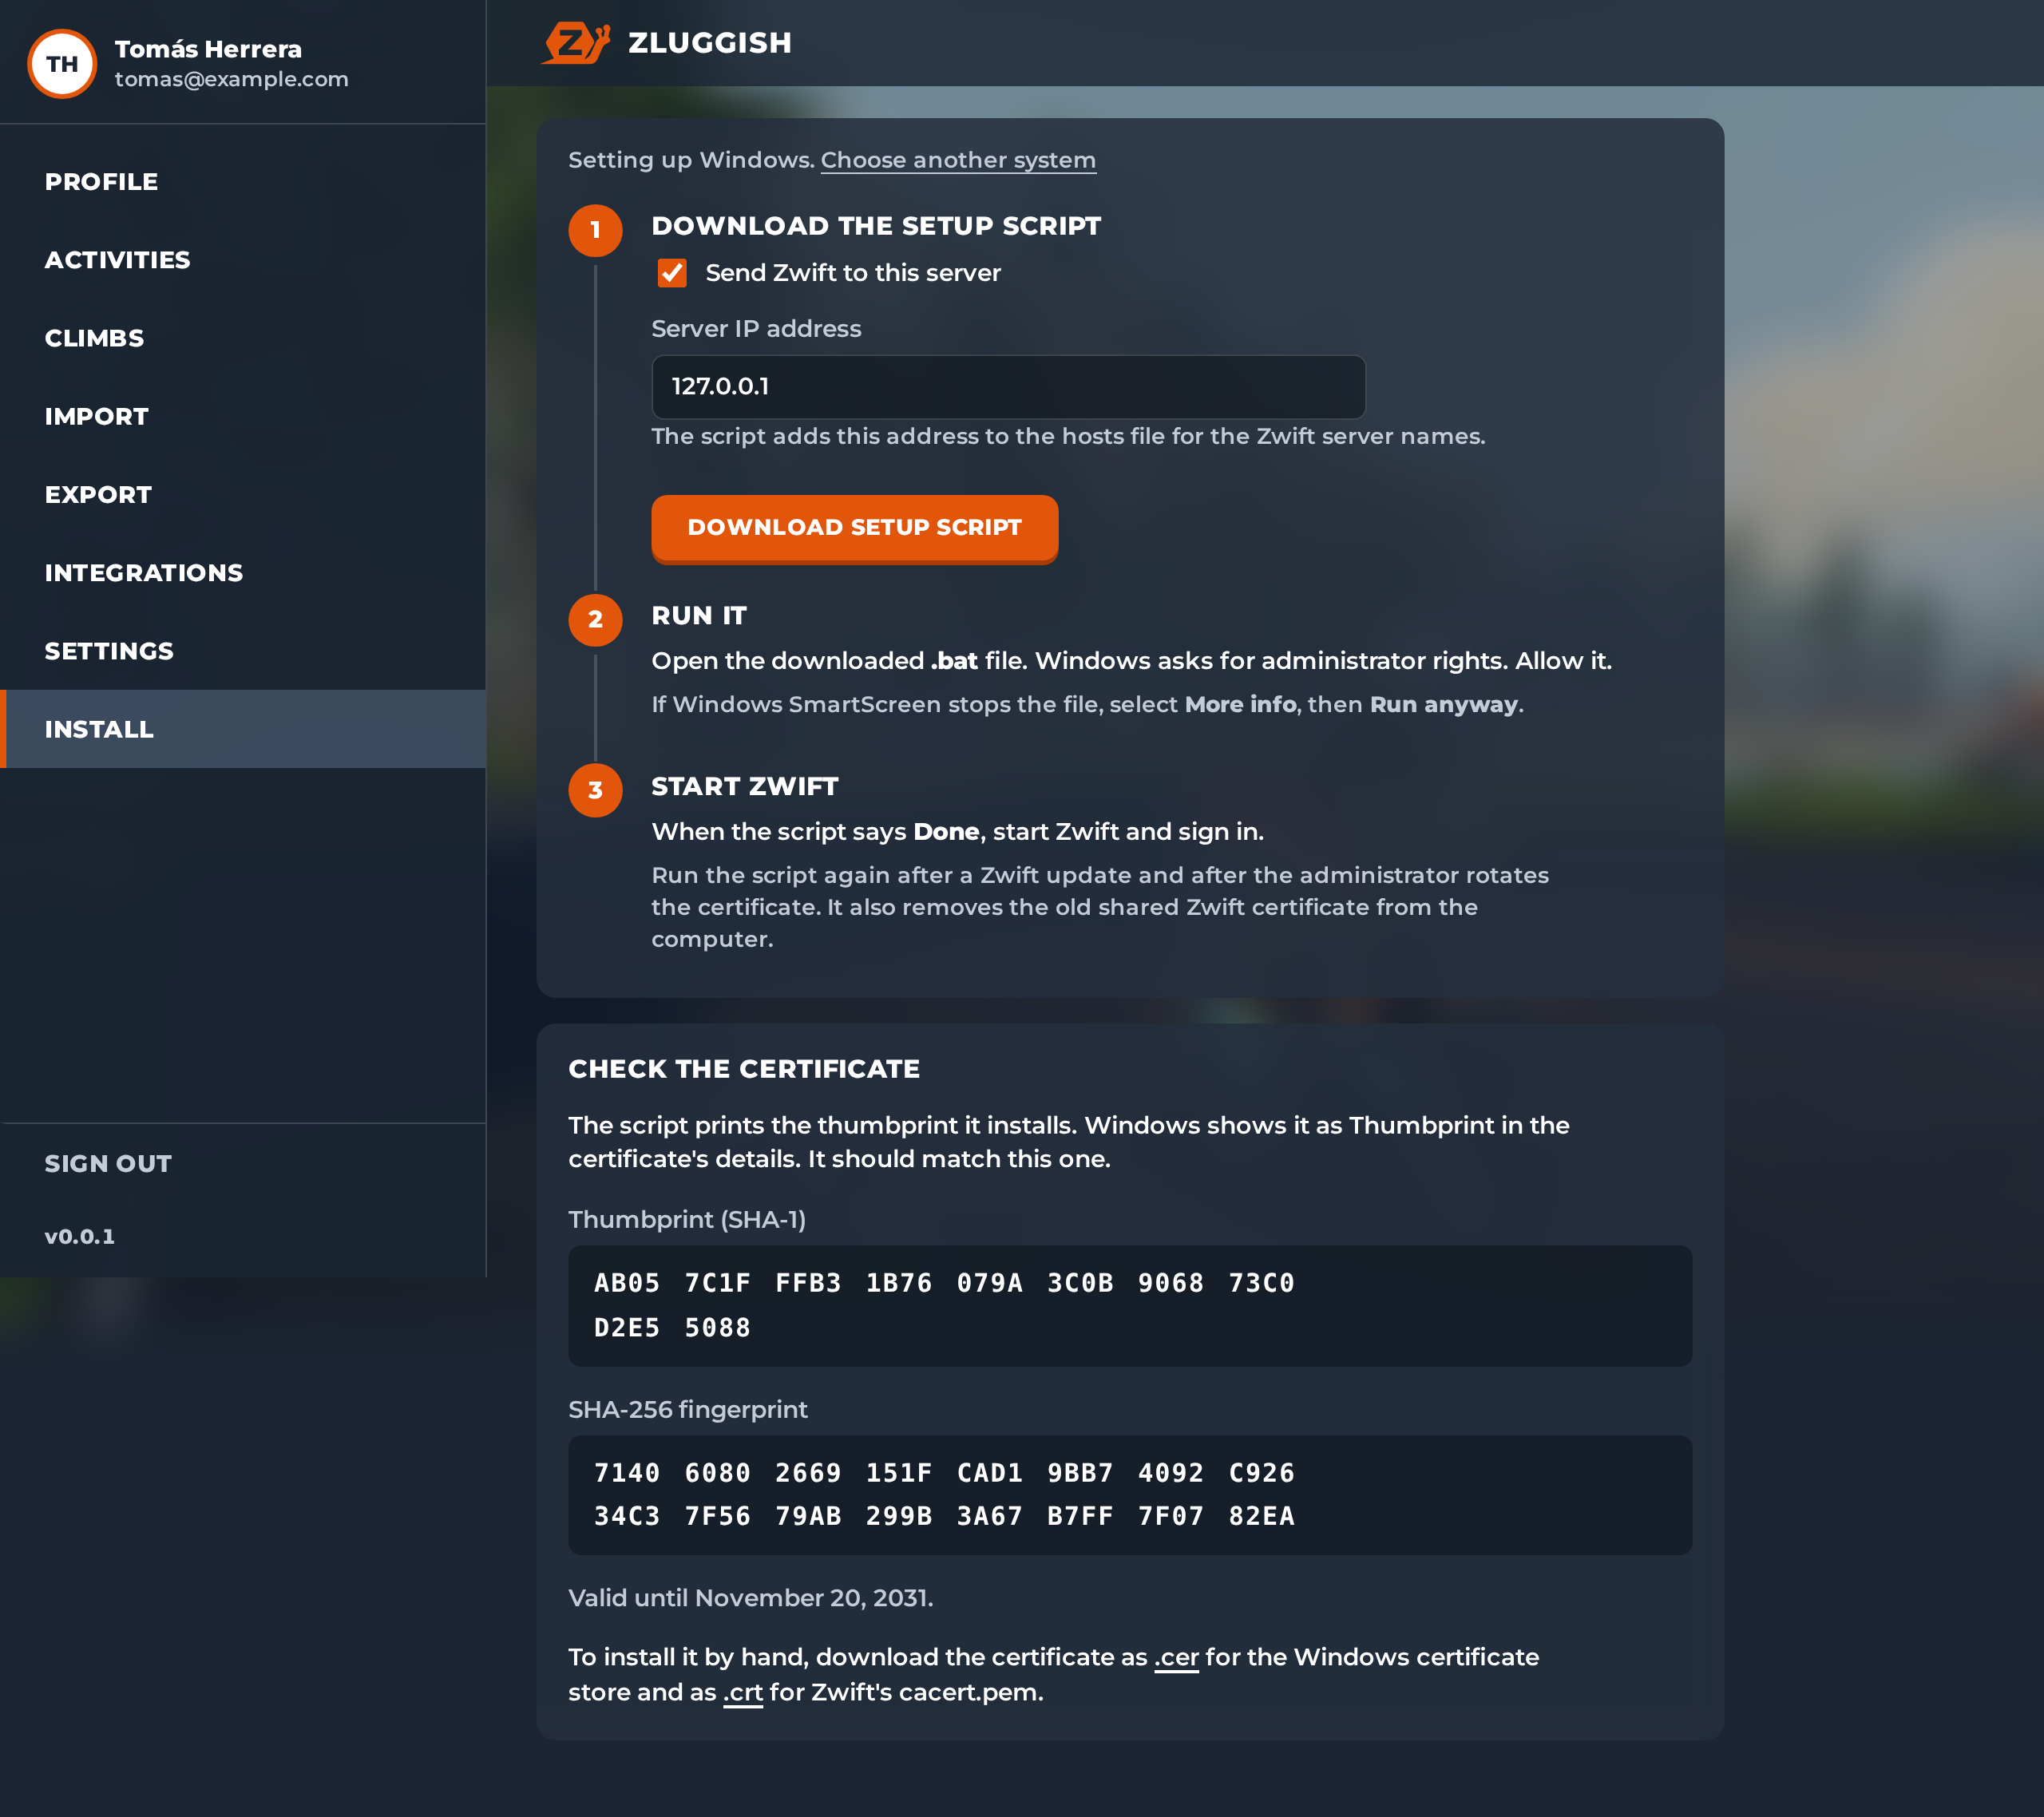 TH
Tomás Herrera
tomas@example.com
PROFILE
ACTIVITIES
CLIMBS
IMPORT
EXPORT
INTEGRATIONS
SETTINGS
INSTALL
SIGN OUT
v0.0.1
Z ZLUGGISH
Setting up Windows. Choose another system
1 DOWNLOAD THE SETUP SCRIPT
Send Zwift to this server
Server IP address
127.0.0.1
The script adds this address to the hosts file for the Zwift server names.
DOWNLOAD SETUP SCRIPT
2 RUN IT
Open the downloaded .bat file. Windows asks for administrator rights. Allow it.
If Windows SmartScreen stops the file, select More info, then Run anyway.
3 START ZWIFT
When the script says Done, start Zwift and sign in.
Run the script again after a Zwift update and after the administrator rotates
the certificate. It also removes the old shared Zwift certificate from the
computer.
CHECK THE CERTIFICATE
The script prints the thumbprint it installs. Windows shows it as Thumbprint in the
certificate's details. It should match this one.
Thumbprint (SHA-1)
AB05 7C1F FFB3 1B76 079A 3C0B 9068 73C0
D2E5 5088
SHA-256 fingerprint
7140 6080 2669 151F CAD1 9BB7 4092 C926
34C3 7F56 79AB 299B 3A67 B7FF 7F07 82EA
Valid until November 20, 2031.
To install it by hand, download the certificate as .cer for the Windows certificate
store and as .crt for Zwift's cacert.pem.